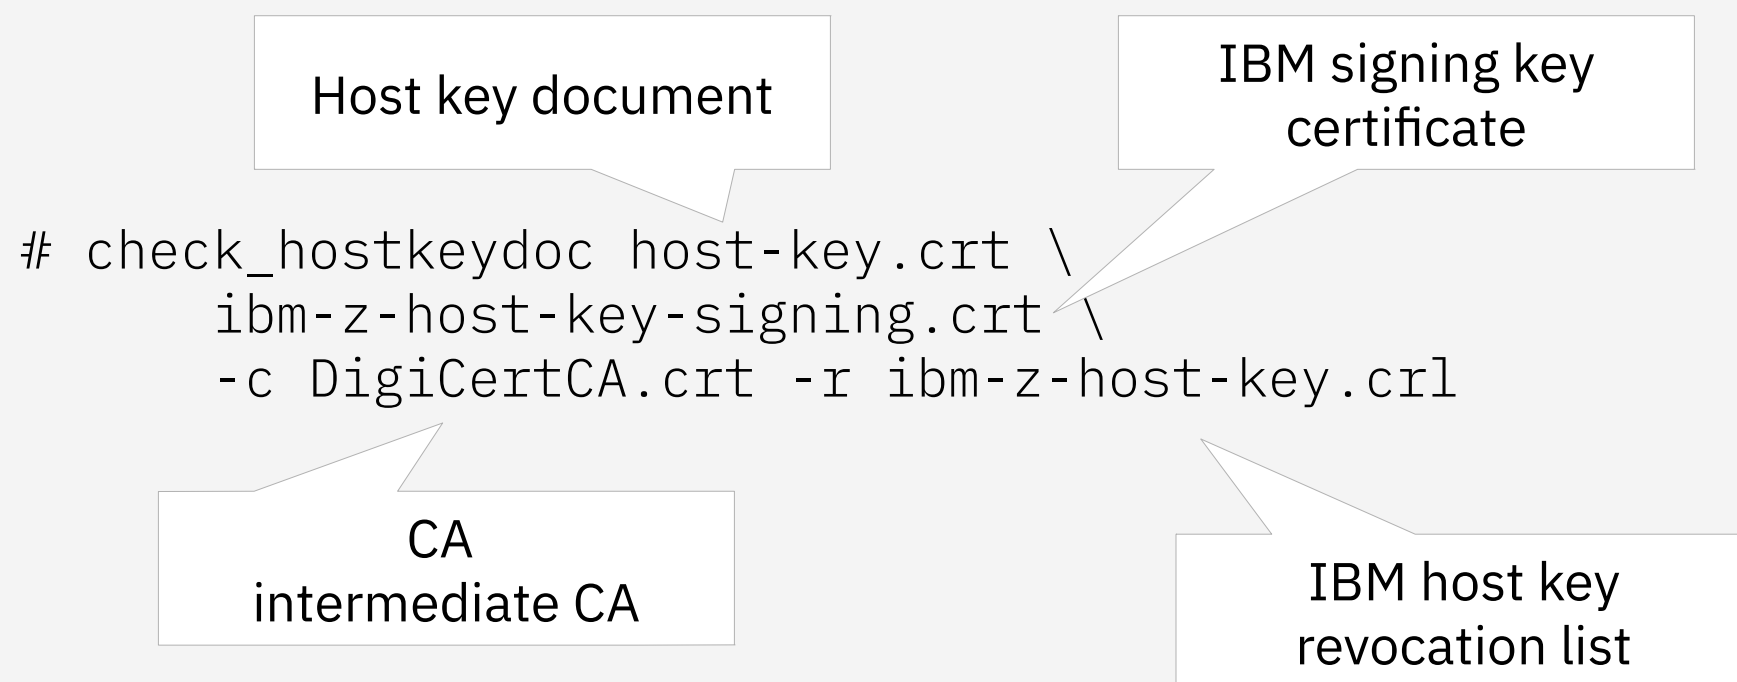 Host key document
IBM signing key
certificate
# check_hostkeydoc host-key.crt \
ibm-z-host-key-signing.crt \
-c DigiCertCA.crt -r ibm-z-host-key.crl
CA
intermediate CA
IBM host key
revocation list